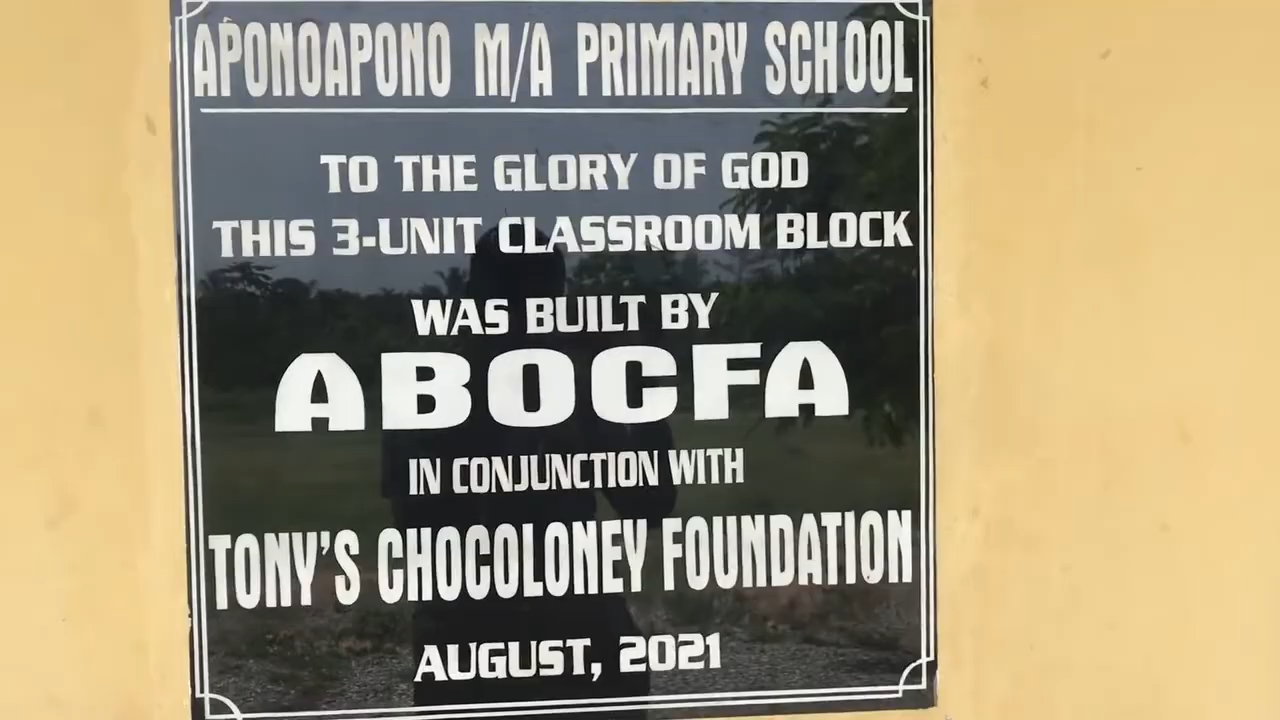 APONOAPONO M/A PRIMARY SCHOOL
TO THE GLORY OF GOD
THIS 3-UNIT CLASSROOM BLOCK
WAS BUILT BY
ABOCFA
IN CONJUNCTION WITH
TONY'S CHOCOLONEY FOUNDATION
AUGUST, 2021